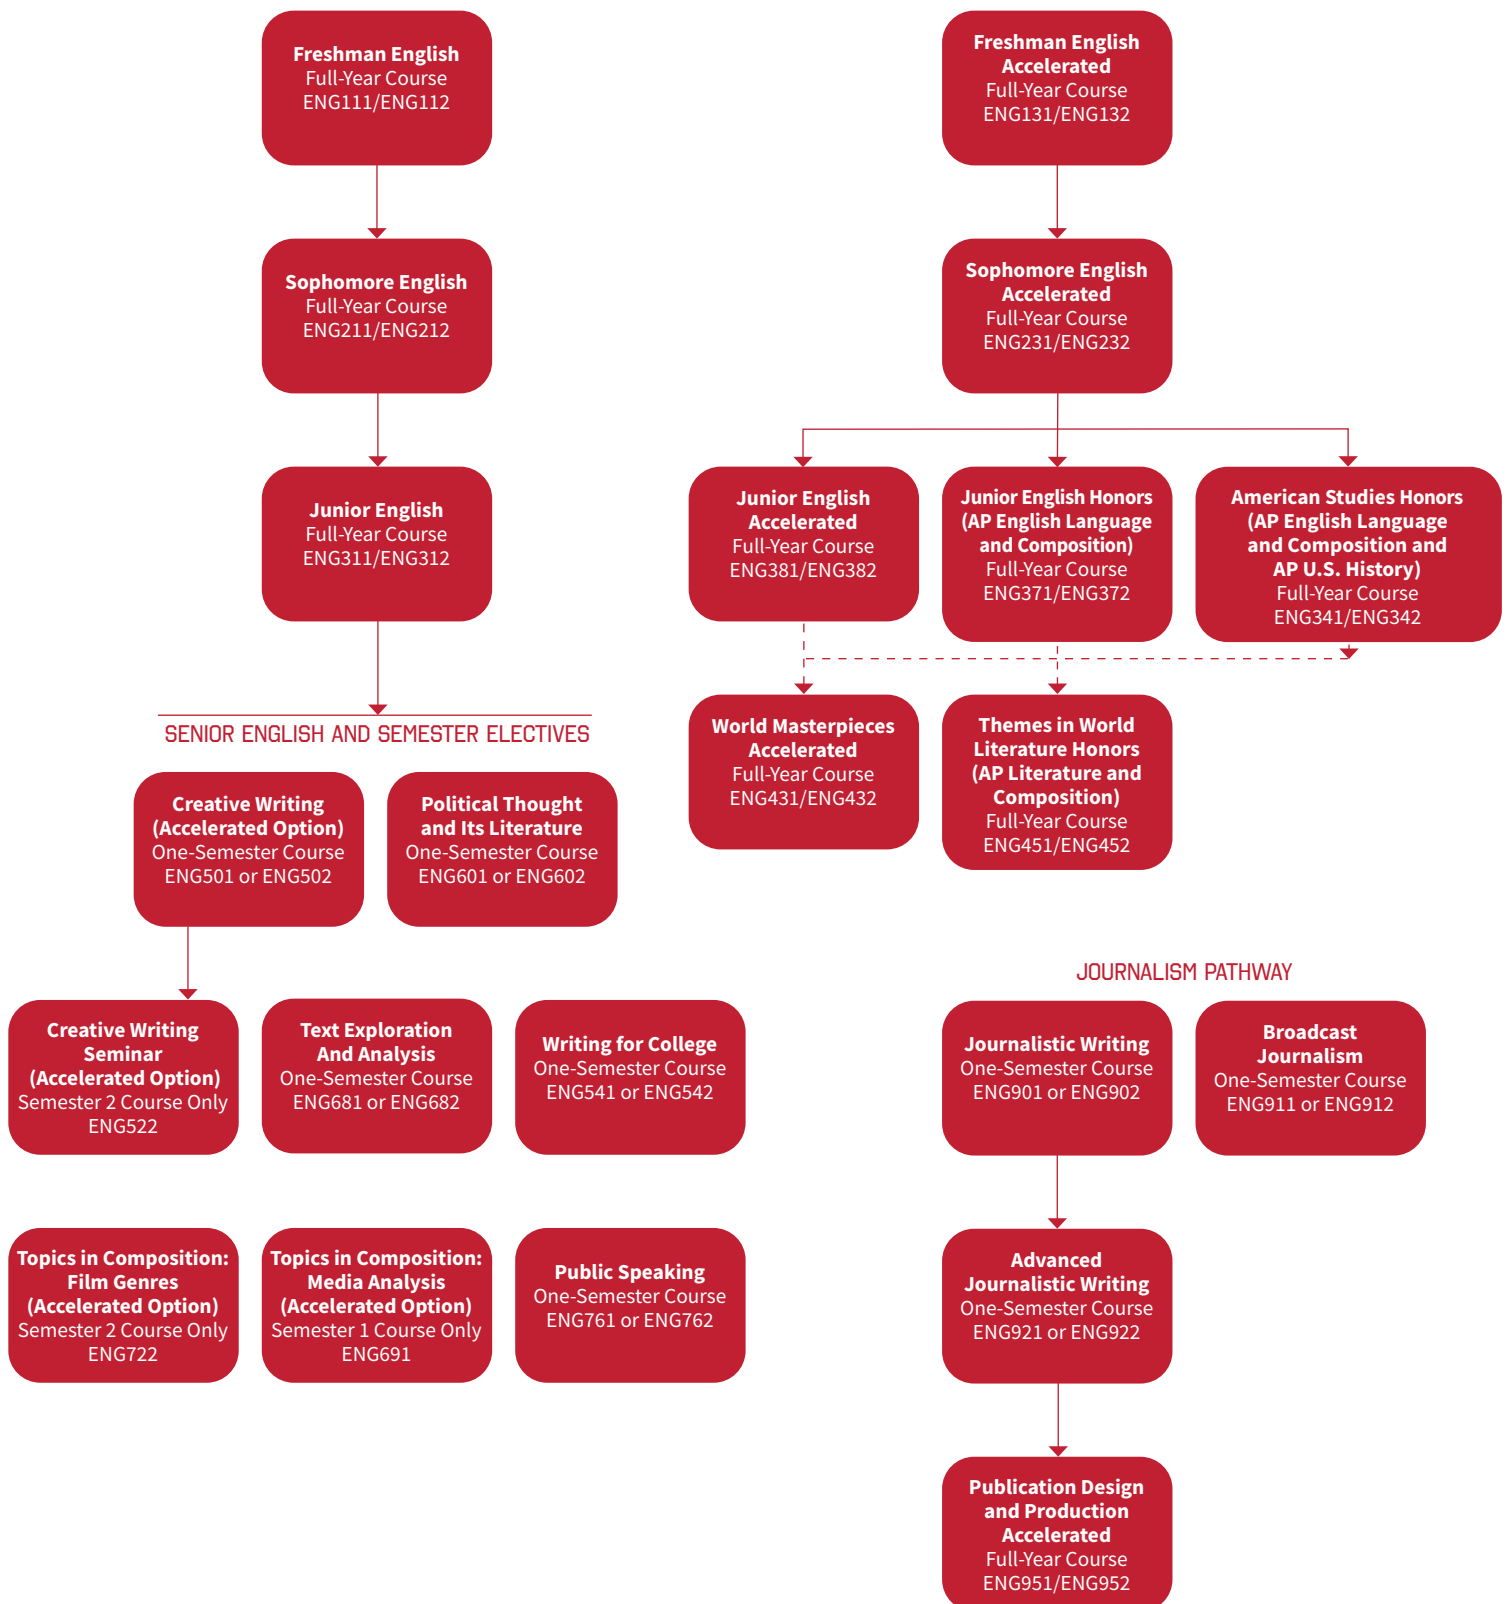 Freshman English
Full-Year Course
ENG111/ENG112
Sophomore English
Full-Year Course
ENG211/ENG212
Junior English
Full-Year Course
ENG311/ENG312
SENIOR ENGLISH AND SEMESTER ELECTIVES
Creative Writing
(Accelerated Option)
One-Semester Course
ENG501 or ENG502
Political Thought
and Its Literature
One-Semester Course
ENG601 or ENG602
Creative Writing
Seminar
(Accelerated Option)
Semester 2 Course Only
ENG522
Text Exploration
And Analysis
One-Semester Course
ENG681 or ENG682
Writing for College
One-Semester Course
ENG541 or ENG542
Topics in Composition:
Film Genres
(Accelerated Option)
Semester 2 Course Only
ENG722
Topics in Composition:
Media Analysis
(Accelerated Option)
Semester 1 Course Only
ENG691
Public Speaking
One-Semester Course
ENG761 or ENG762
Freshman English
Accelerated
Full-Year Course
ENG131/ENG132
Sophomore English
Accelerated
Full-Year Course
ENG231/ENG232
Junior English
Accelerated
Full-Year Course
ENG381/ENG382
Junior English Honors
(AP English Language
and Composition)
Full-Year Course
ENG371/ENG372
American Studies Honors
(AP English Language
and Composition and
AP U.S. History)
Full-Year Course
ENG341/ENG342
World Masterpieces
Accelerated
Full-Year Course
ENG431/ENG432
Themes in World
Literature Honors
(AP Literature and
Composition)
Full-Year Course
ENG451/ENG452
JOURNALISM PATHWAY
Journalistic Writing
One-Semester Course
ENG901 or ENG902
Broadcast
Journalism
One-Semester Course
ENG911 or ENG912
Advanced
Journalistic Writing
One-Semester Course
ENG921 or ENG922
Publication Design
and Production
Accelerated
Full-Year Course
ENG951/ENG952